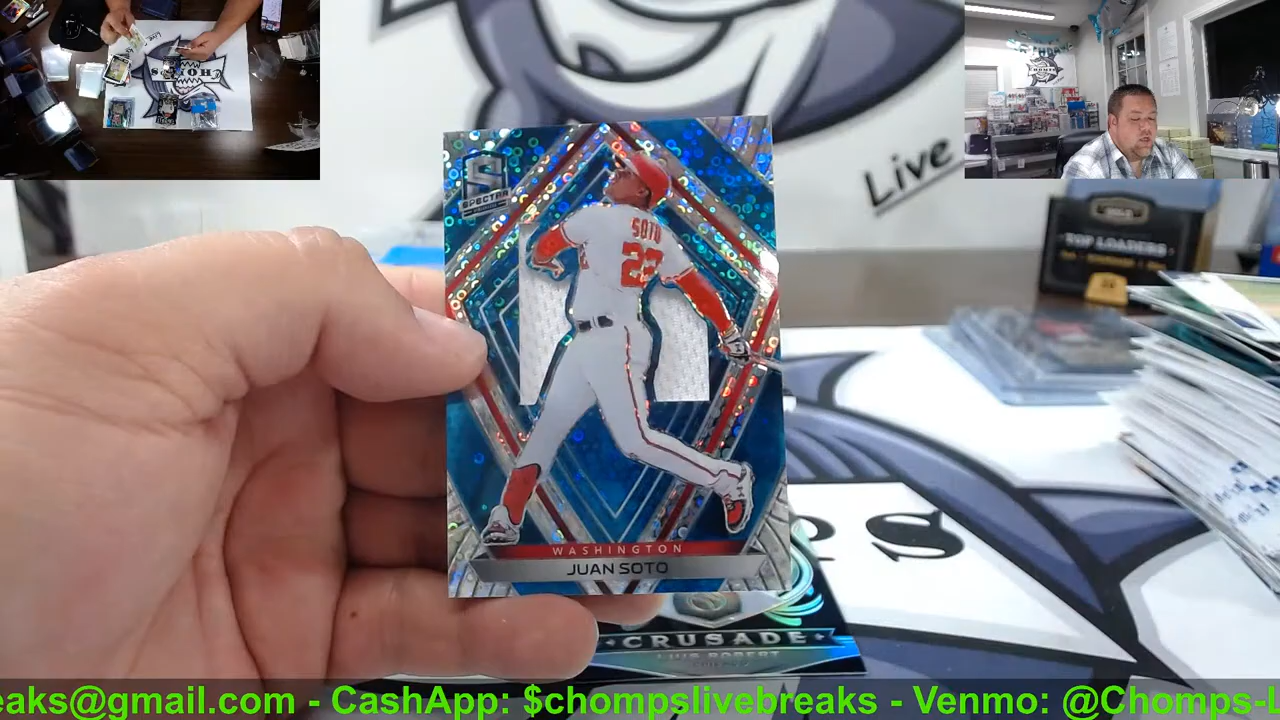 Live
SPECTRA
SOTO
22
TOP LOADERS
WASHINGTON
JUAN SOTO
CRUSADE
LUIS ROBERT
CHICAGO
eaks@gmail.com - CashApp: $chompslivebreaks - Venmo: @Chomps-L